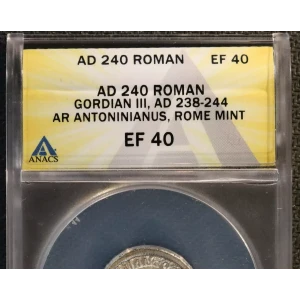 AD 240 ROMAN EF 40
AD 240 ROMAN
GORDIAN III, AD 238-244
AR ANTONINIANUS, ROME MINT
EF 40
ANACS